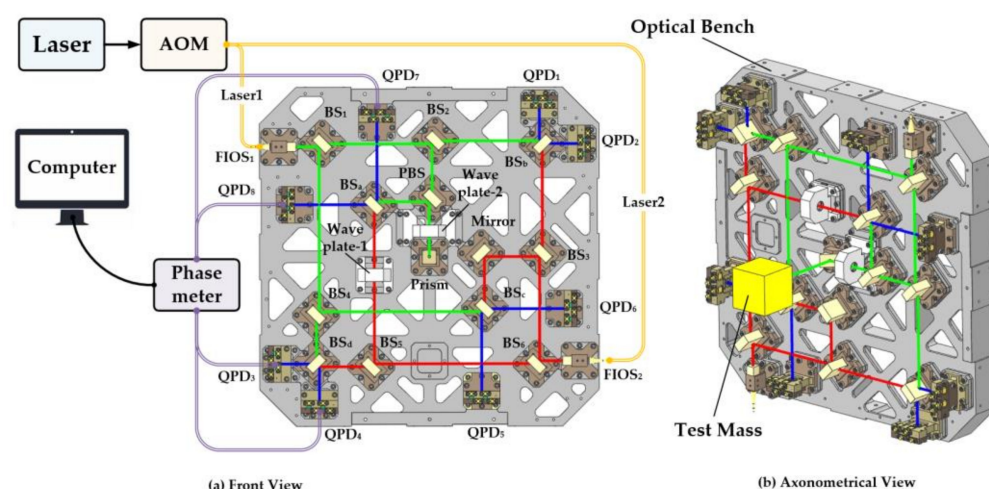 Laser
AOM
Optical Bench
QPD₇
QPD₁
Laser1
BS₁
BS₂
QPD₂
FIOS₁
BSb
Computer
PBS
Wave
plate-2
QPD₈
BSa
Laser2
Wave
plate-1
Mirror
BS₃
Phase
meter
Prism
BS₄
BSc
QPD₆
BSd
BS₅
BS₆
QPD₃
FIOS₂
QPD₄
QPD₅
Test Mass
(a) Front View
(b) Axonometrical View